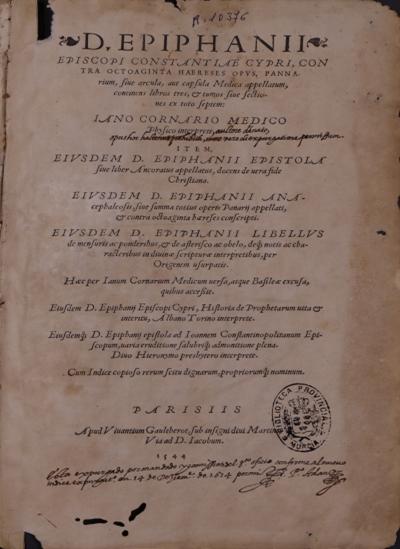 R. 10376
D. EPIPHANII
EPISCOPI CONSTANTIAE CYPRI, CON
TRA OCTOAGINTA HAERESES OPVS, PANNA-
rium, siue arcula, aut capsula Medica appellatum,
continens libros tres, & tomos siue sectio-
nes ex toto septem:
IANO CORNARIO MEDICO
Physico interprete,
ITEM,
EIVSDEM D. EPIPHANII EPISTOLA
siue liber Ancoratus appellatus, docens de uera fide
Christiana.
EIVSDEM D. EPIPHANII ANA-
cephaleosis, siue summa totius operis Panarij appellati,
& contra octoaginta hæreses conscripti.
EIVSDEM D. EPIPHANII LIBELLVS
de mensuris ac ponderibus, & de asterisco ac obelo, deq́ notis ac cha-
racteribus in diuinæ scripturæ interpretibus, per
Origenem usurpatis.
Hæc per Ianum Cornarium Medicum uersa, atque Basileæ excusa,
quibus accessit.
Eiusdem D. Epiphanij Episcopi Cypri, Historia de Prophetarum uita &
interitu, Albano Torino interprete.
Eiusdemq́ D. Epiphanij epistola ad Ioannem Constantinopolitanum Epi-
scopum, uaria eruditione salubriq́ admonitione plena.
Diuo Hieronymo presbytero interprete.
Cum Indice copioso rerum scitu dignarum, propriorumq́ nominum.
PARISIIS
Apud Viuantium Gaulterot, sub insigni diui Martini
Via ad D. Iacobum.
1544
BIBLIOTECA PROVINCIAL
MURCIA